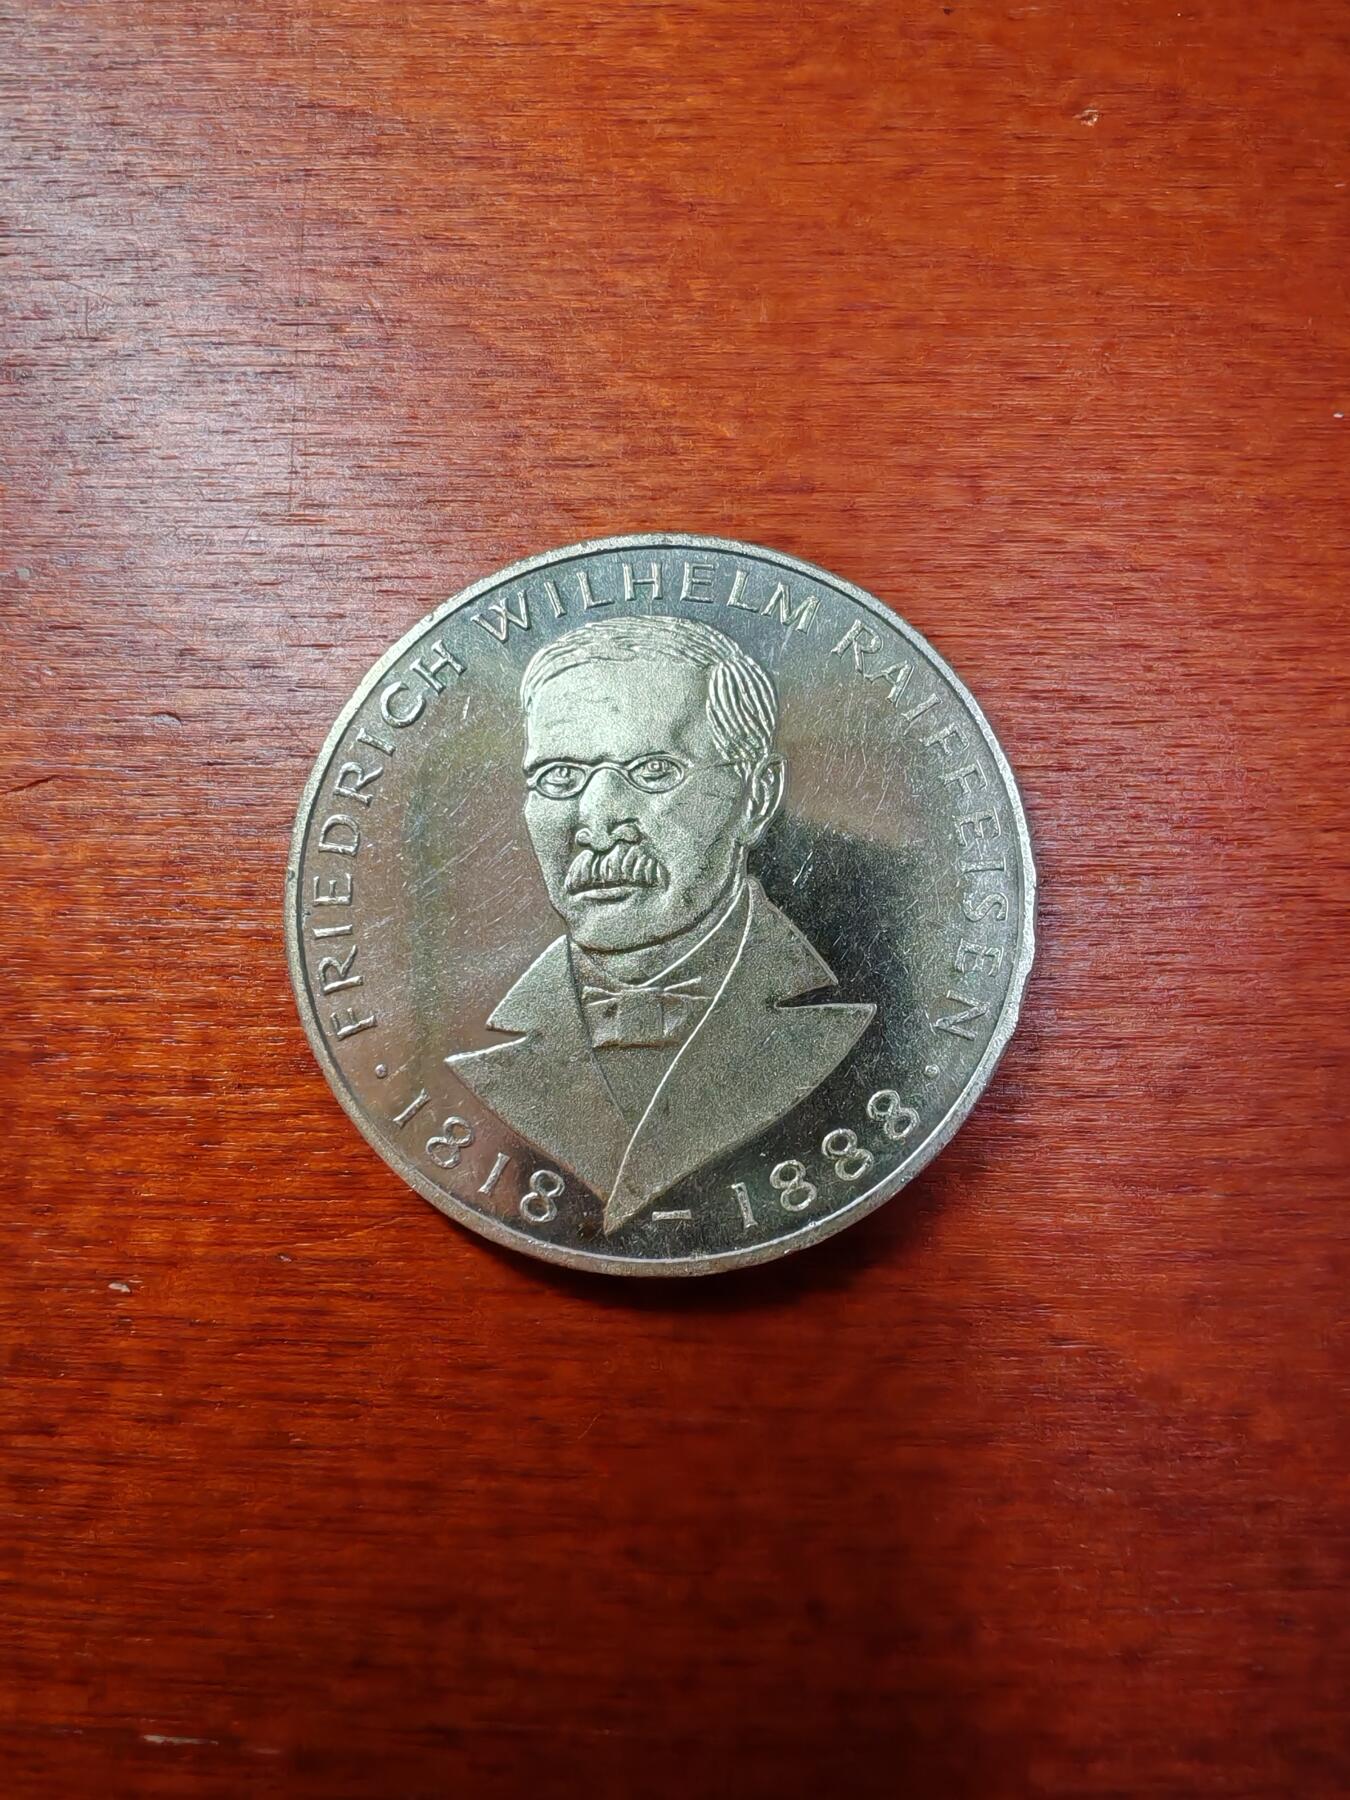 FRIEDRICH WILHELM RAIFFEISEN
· 1818 – 1888 ·